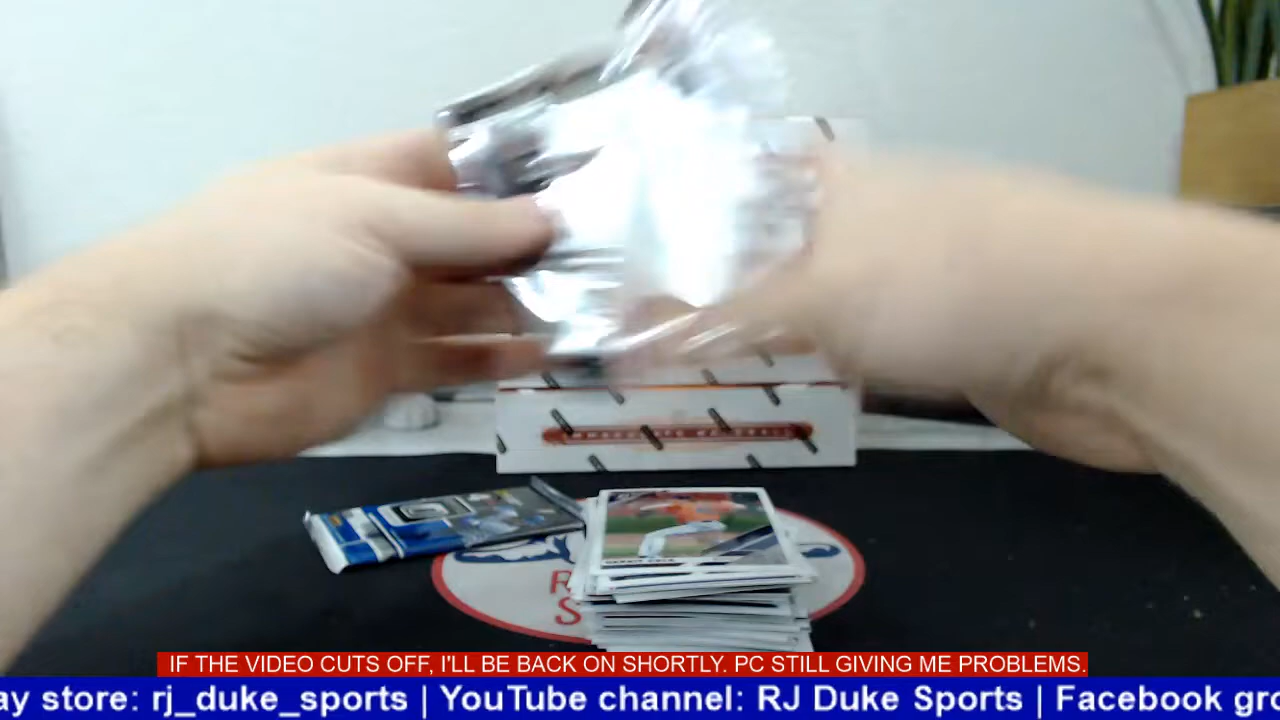 R
S
IF THE VIDEO CUTS OFF, I'LL BE BACK ON SHORTLY. PC STILL GIVING ME PROBLEMS.
ay store: rj_duke_sports | YouTube channel: RJ Duke Sports | Facebook gro